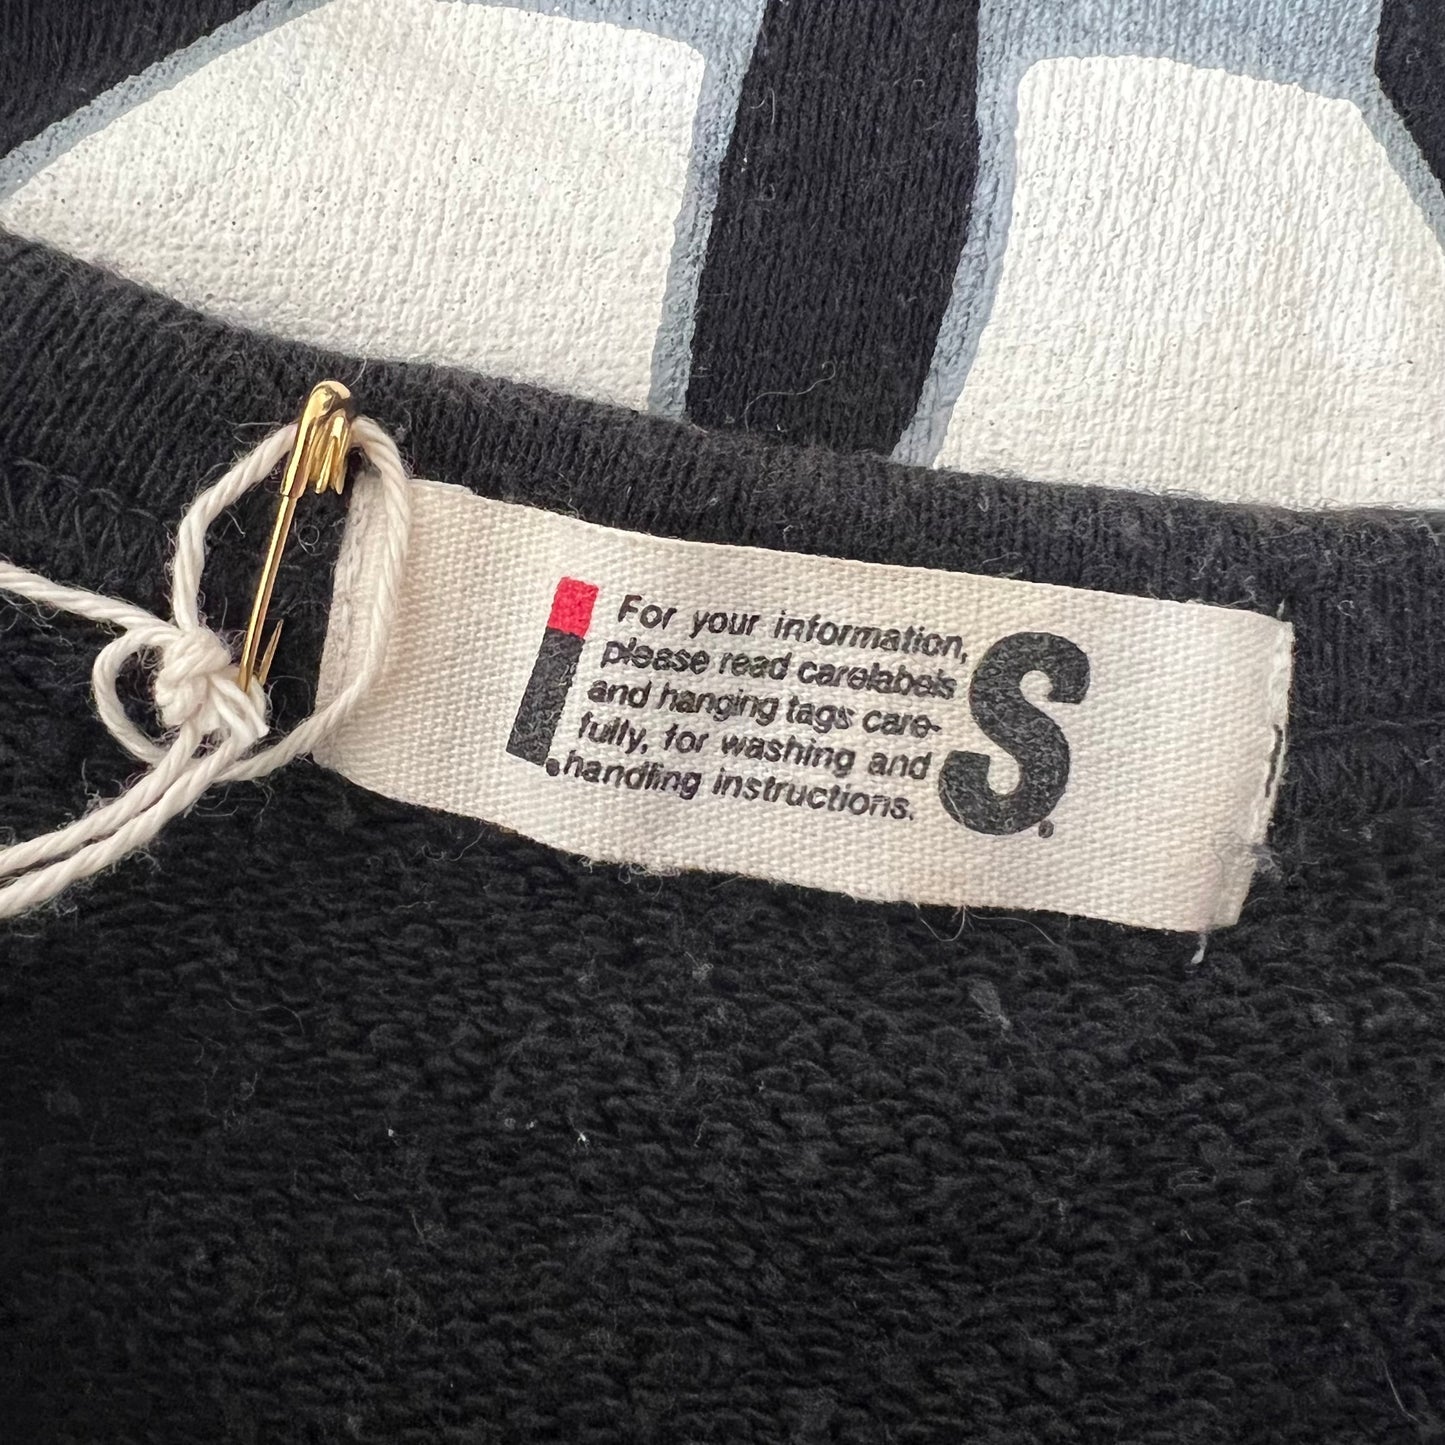 I.S.
For your information,
please read carelabels
and hanging tags care-
fully, for washing and
handling instructions.